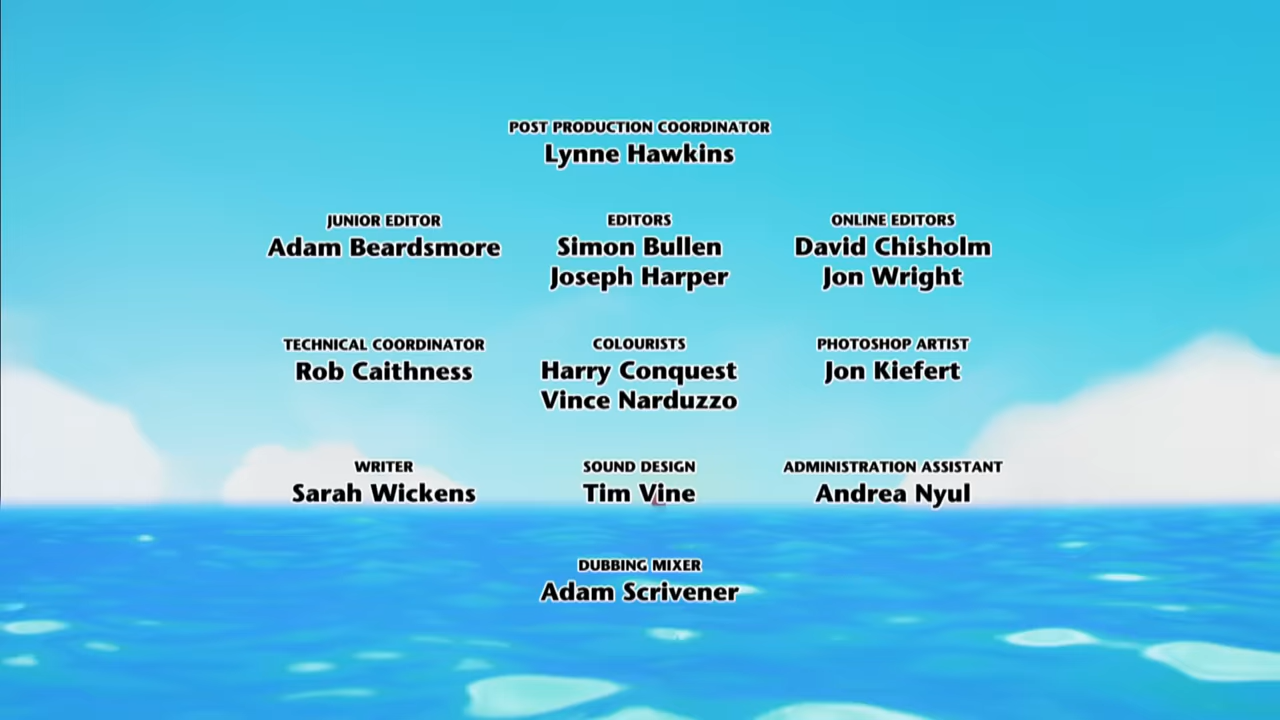 POST PRODUCTION COORDINATOR
Lynne Hawkins
JUNIOR EDITOR
Adam Beardsmore
EDITORS
Simon Bullen
Joseph Harper
ONLINE EDITORS
David Chisholm
Jon Wright
TECHNICAL COORDINATOR
Rob Caithness
COLOURISTS
Harry Conquest
Vince Narduzzo
PHOTOSHOP ARTIST
Jon Kiefert
WRITER
Sarah Wickens
SOUND DESIGN
Tim Vine
ADMINISTRATION ASSISTANT
Andrea Nyul
DUBBING MIXER
Adam Scrivener